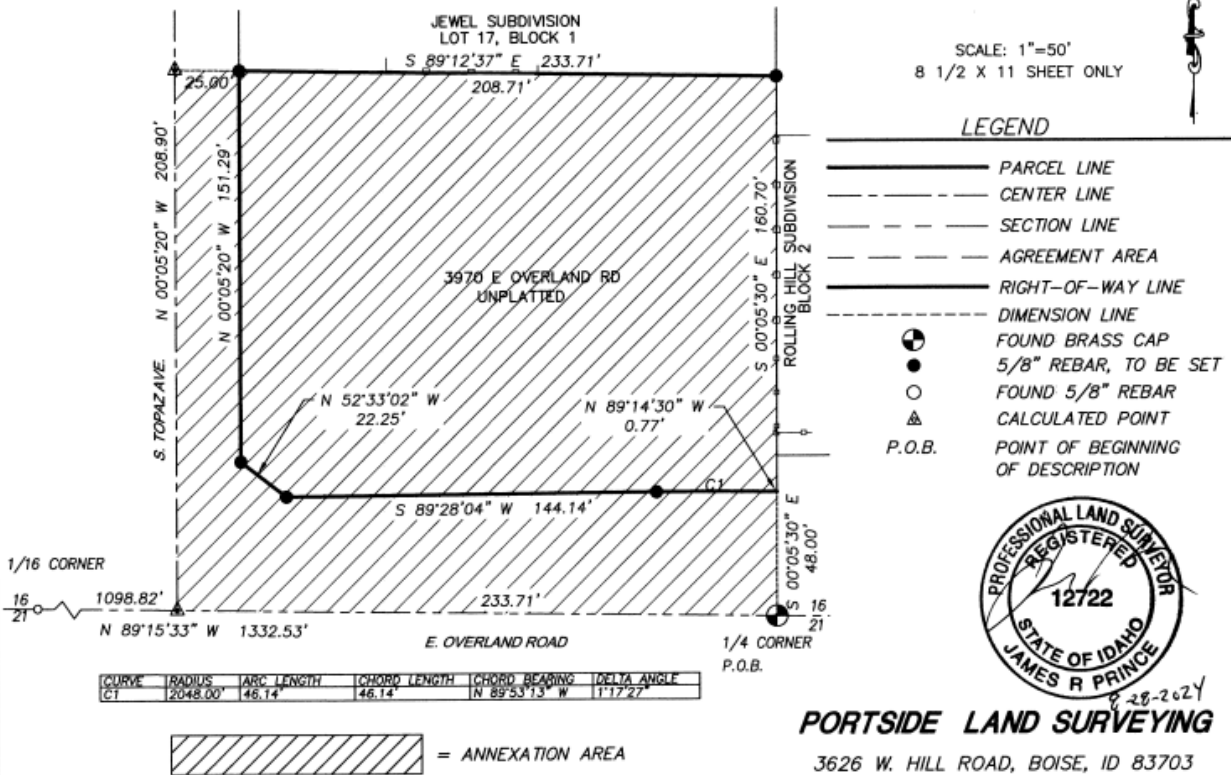 JEWEL SUBDIVISION
LOT 17, BLOCK 1
S 89°12'37" E 233.71'
25.00'
208.71'
SCALE: 1"=50'
8 1/2 X 11 SHEET ONLY
LEGEND
PARCEL LINE
CENTER LINE
SECTION LINE
AGREEMENT AREA
RIGHT-OF-WAY LINE
DIMENSION LINE
FOUND BRASS CAP
5/8" REBAR, TO BE SET
FOUND 5/8" REBAR
CALCULATED POINT
P.O.B. POINT OF BEGINNING
OF DESCRIPTION
N 00°05'20" W 208.90'
S. TOPAZ AVE.
N 00°05'20" W 151.29'
3970 E OVERLAND RD
UNPLATTED
S 00°05'30" E 160.70'
ROLLING HILL SUBDIVISION
BLOCK 2
N 52°33'02" W
22.25'
N 89°14'30" W
0.77'
C1
S 89°28'04" W 144.14'
S 00°05'30" E
48.00'
1/16 CORNER
16
21
1098.82'
233.71'
16
21
N 89°15'33" W 1332.53'
E. OVERLAND ROAD
1/4 CORNER
P.O.B.
CURVE RADIUS ARC LENGTH CHORD LENGTH CHORD BEARING DELTA ANGLE
C1 2048.00' 46.14' 46.14' N 89°53'13" W 1°17'27"
= ANNEXATION AREA
PROFESSIONAL LAND SURVEYOR
REGISTERED
12722
STATE OF IDAHO
JAMES R PRINCE
8-28-2024
PORTSIDE LAND SURVEYING
3626 W. HILL ROAD, BOISE, ID 83703